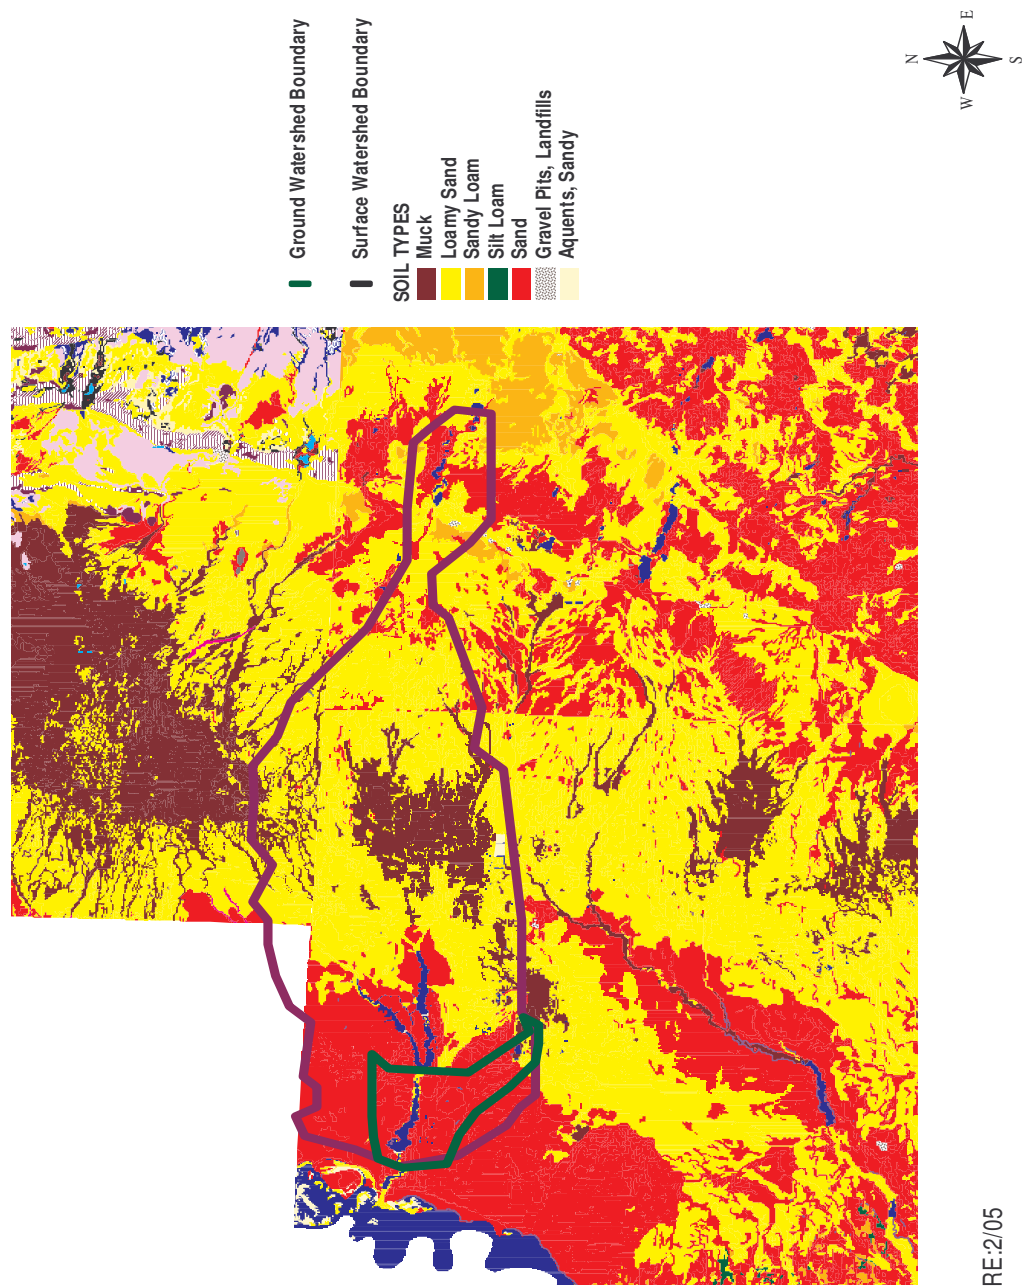 Ground Watershed Boundary
Surface Watershed Boundary
SOIL TYPES
Muck
Loamy Sand
Sandy Loam
Silt Loam
Sand
Gravel Pits, Landfills
Aquents, Sandy
N
E
W
S
RE:2/05